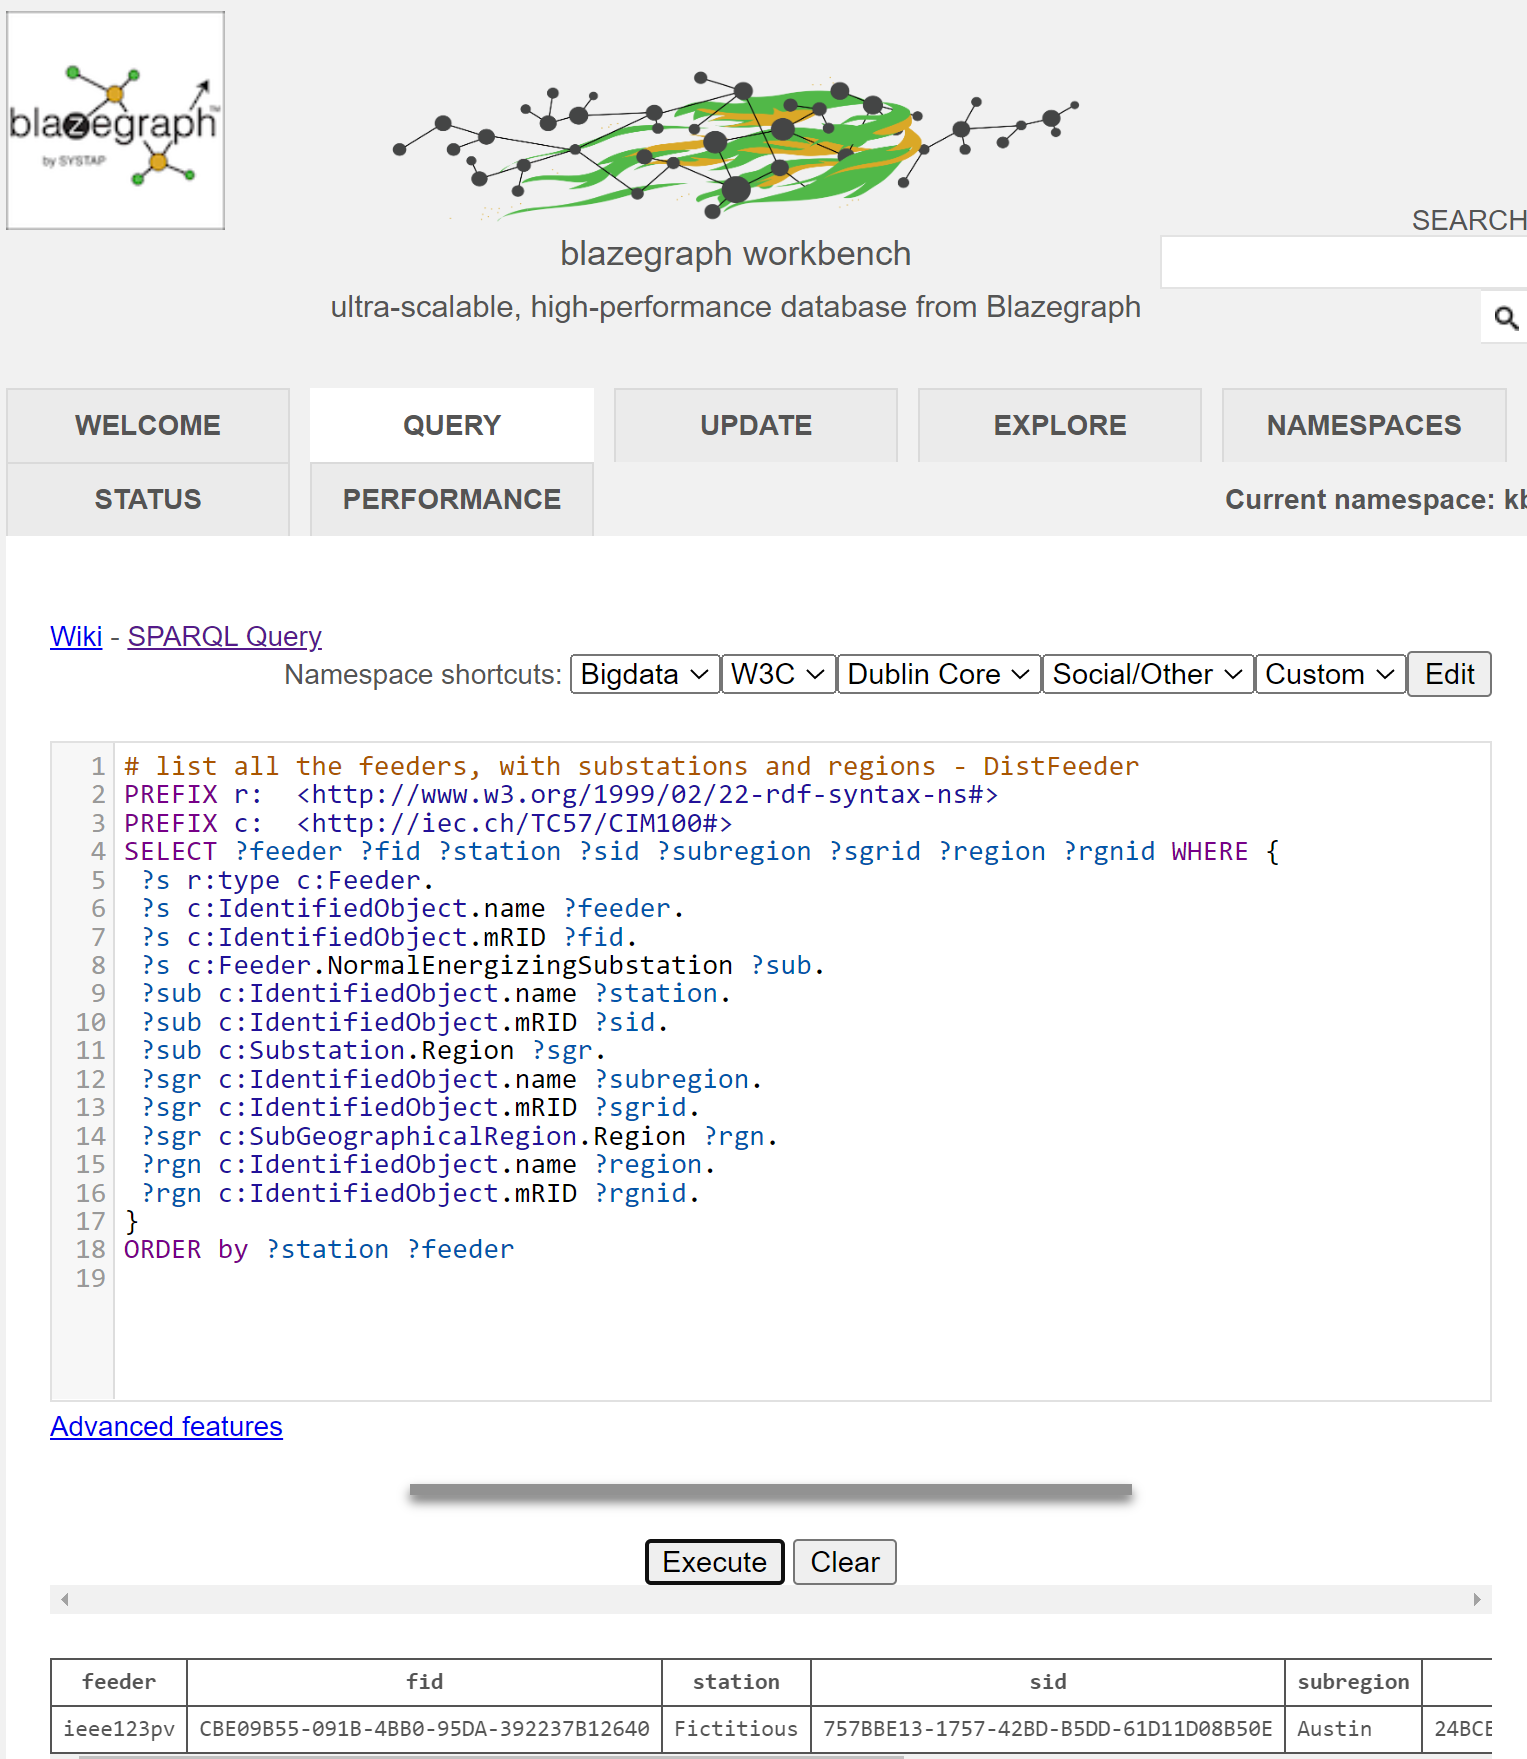 blazegraph™
by SYSTAP
blazegraph workbench
ultra-scalable, high-performance database from Blazegraph
SEARCH
WELCOME QUERY UPDATE EXPLORE NAMESPACES
STATUS PERFORMANCE Current namespace:
Wiki - SPARQL Query
Namespace shortcuts: Bigdata W3C Dublin Core Social/Other Custom Edit
1 # list all the feeders, with substations and regions - DistFeeder
2 PREFIX r:  <http://www.w3.org/1999/02/22-rdf-syntax-ns#>
3 PREFIX c:  <http://iec.ch/TC57/CIM100#>
4 SELECT ?feeder ?fid ?station ?sid ?subregion ?sgrid ?region ?rgnid WHERE {
5  ?s r:type c:Feeder.
6  ?s c:IdentifiedObject.name ?feeder.
7  ?s c:IdentifiedObject.mRID ?fid.
8  ?s c:Feeder.NormalEnergizingSubstation ?sub.
9  ?sub c:IdentifiedObject.name ?station.
10  ?sub c:IdentifiedObject.mRID ?sid.
11  ?sub c:Substation.Region ?sgr.
12  ?sgr c:IdentifiedObject.name ?subregion.
13  ?sgr c:IdentifiedObject.mRID ?sgrid.
14  ?sgr c:SubGeographicalRegion.Region ?rgn.
15  ?rgn c:IdentifiedObject.name ?region.
16  ?rgn c:IdentifiedObject.mRID ?rgnid.
17 }
18 ORDER by ?station ?feeder
19
Advanced features
Execute Clear
feeder fid station sid subregion
ieee123pv CBE09B55-091B-4BB0-95DA-392237B12640 Fictitious 757BBE13-1757-42BD-B5DD-61D11D08B50E Austin